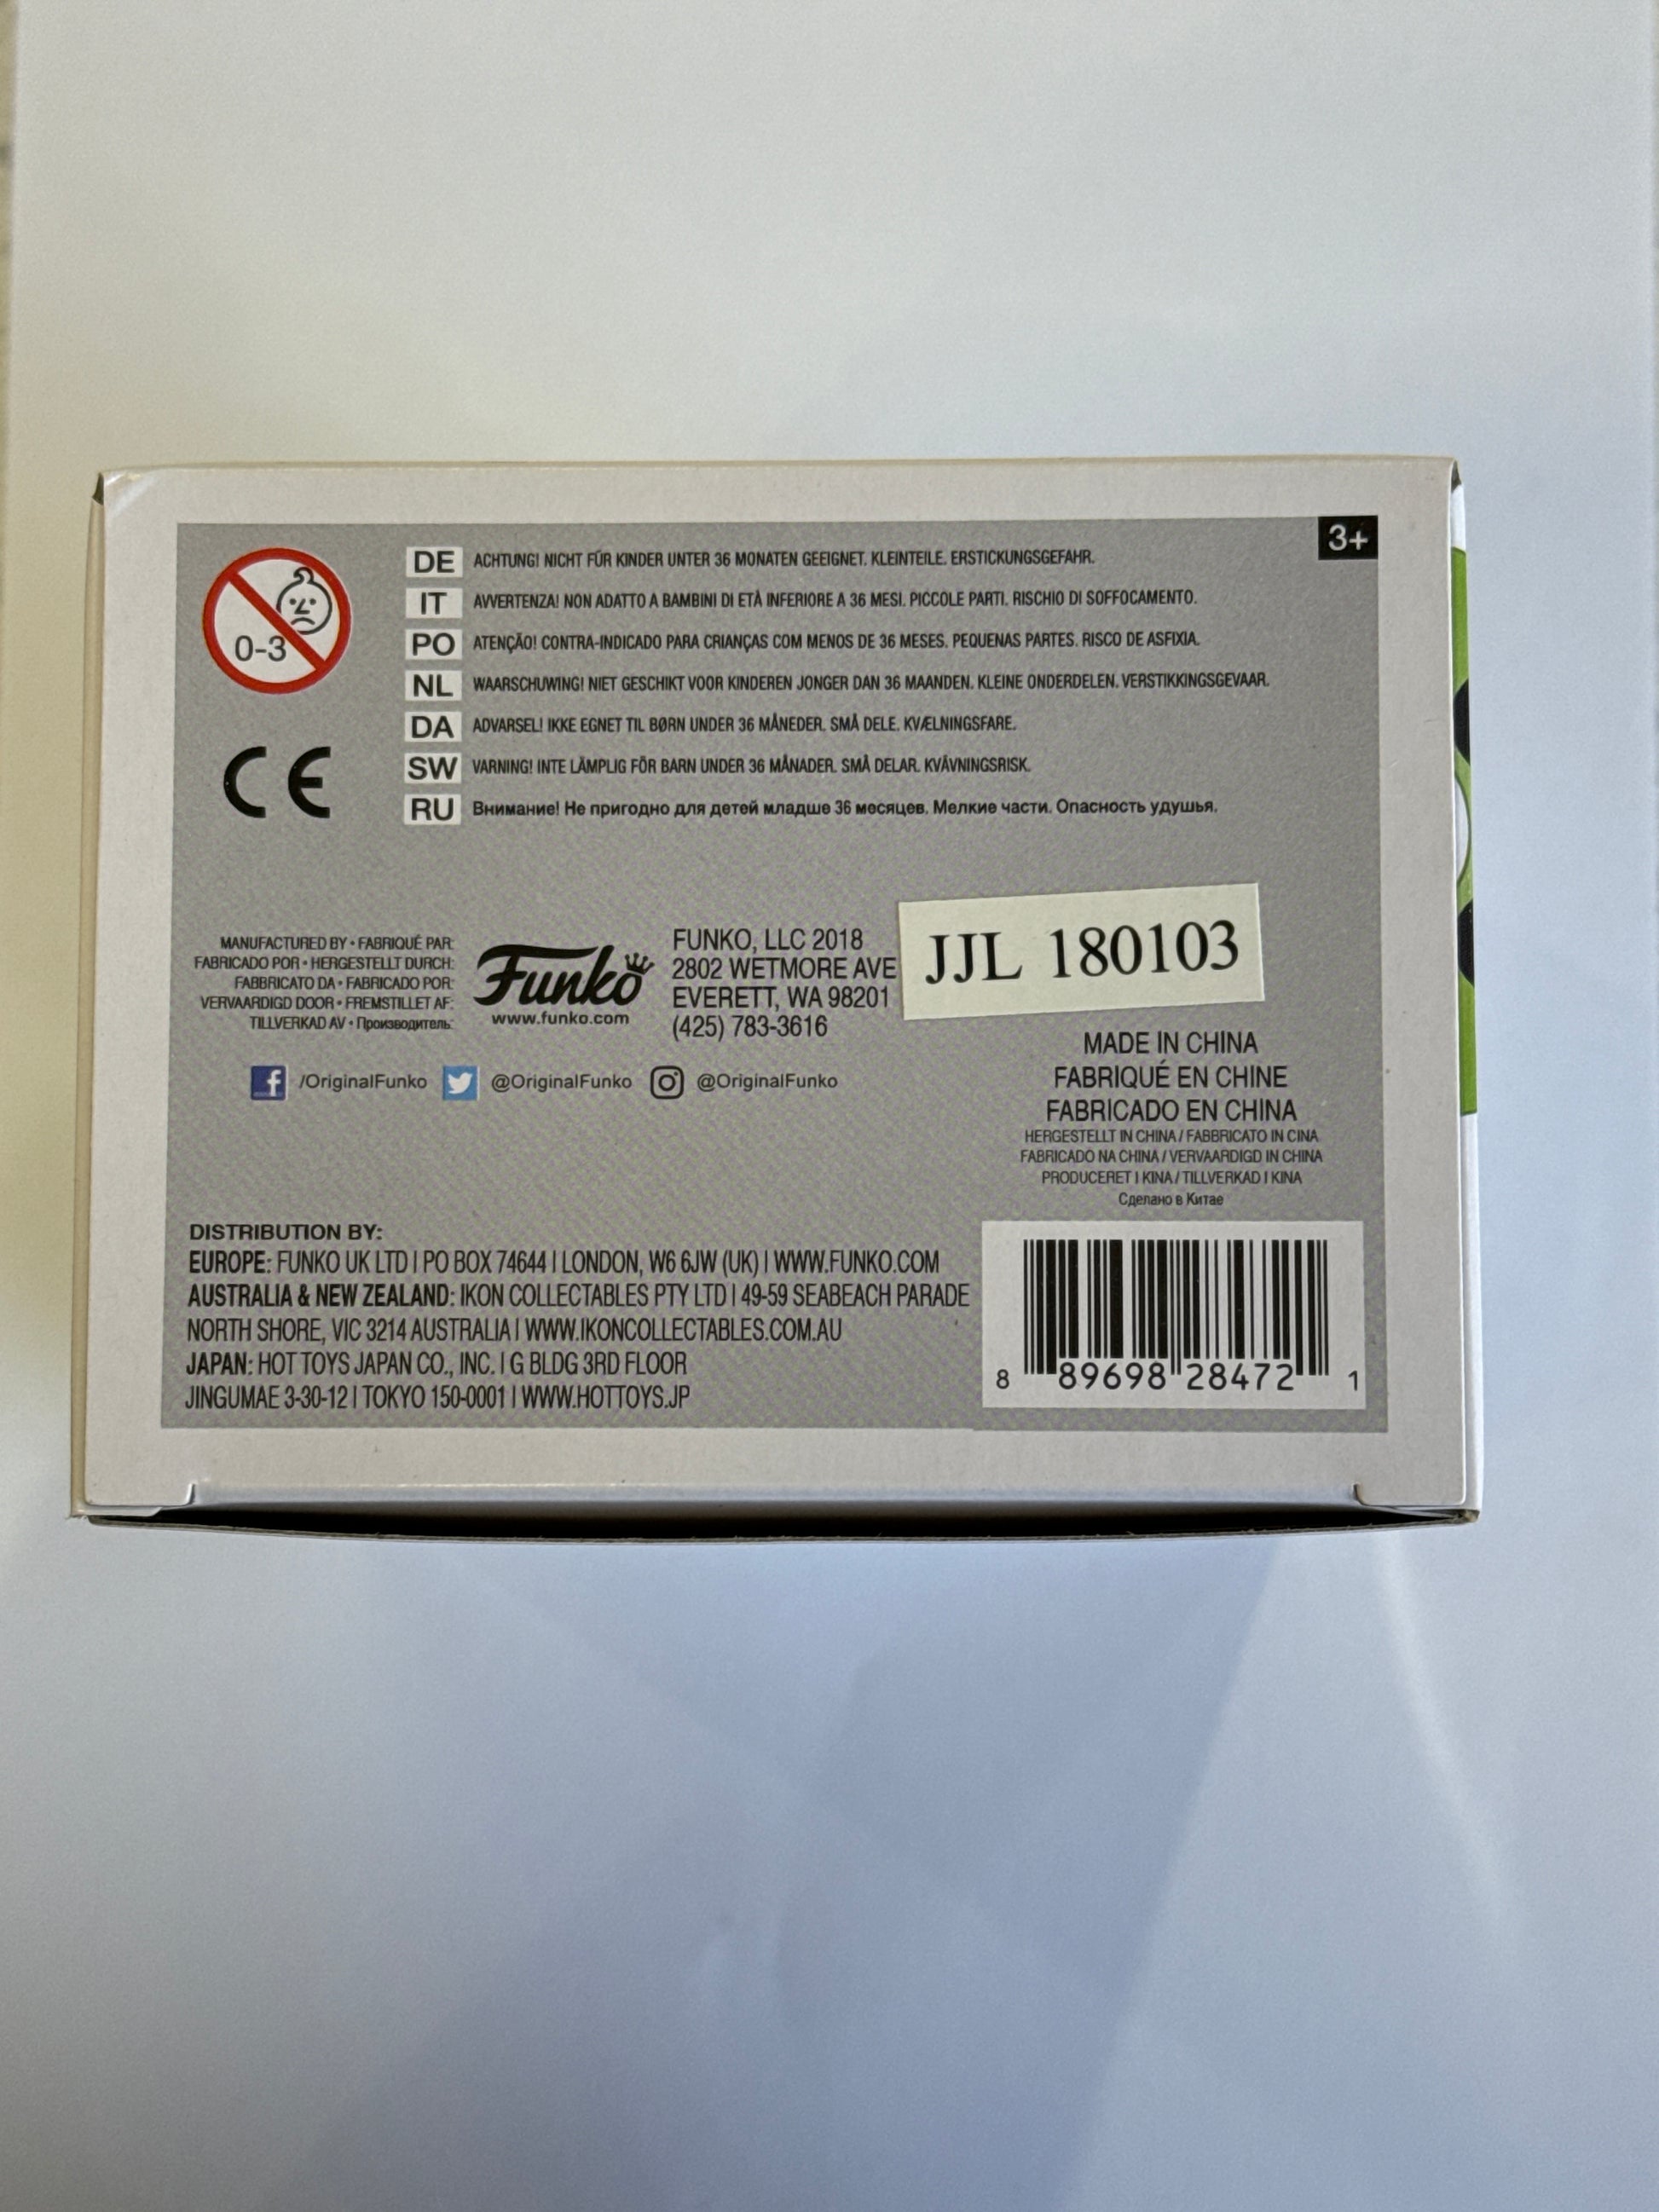 3+
0-3
DE ACHTUNG! NICHT FÜR KINDER UNTER 36 MONATEN GEEIGNET. KLEINTEILE. ERSTICKUNGSGEFAHR.
IT AVVERTENZA! NON ADATTO A BAMBINI DI ETÀ INFERIORE A 36 MESI. PICCOLE PARTI. RISCHIO DI SOFFOCAMENTO.
PO ATENÇÃO! CONTRA-INDICADO PARA CRIANÇAS COM MENOS DE 36 MESES. PEQUENAS PARTES. RISCO DE ASFIXIA.
NL WAARSCHUWING! NIET GESCHIKT VOOR KINDEREN JONGER DAN 36 MAANDEN. KLEINE ONDERDELEN. VERSTIKKINGSGEVAAR.
DA ADVARSEL! IKKE EGNET TIL BØRN UNDER 36 MÅNEDER. SMÅ DELE. KVÆLNINGSFARE.
SW VARNING! INTE LÄMPLIG FÖR BARN UNDER 36 MÅNADER. SMÅ DELAR. KVÄVNINGSRISK.
RU Внимание! Не пригодно для детей младше 36 месяцев. Мелкие части. Опасность удушья.
CE
MANUFACTURED BY • FABRIQUÉ PAR:
FABRICADO POR • HERGESTELLT DURCH:
FABBRICATO DA • FABRICADO POR:
VERVAARDIGD DOOR • FREMSTILLET AF:
TILLVERKAD AV • Производитель:
Funko
www.funko.com
FUNKO, LLC 2018
2802 WETMORE AVE
EVERETT, WA 98201
(425) 783-3616
JJL 180103
/OriginalFunko @OriginalFunko @OriginalFunko
MADE IN CHINA
FABRIQUÉ EN CHINE
FABRICADO EN CHINA
HERGESTELLT IN CHINA / FABBRICATO IN CINA
FABRICADO NA CHINA / VERVAARDIGD IN CHINA
PRODUCERET I KINA / TILLVERKAD I KINA
Сделано в Китае
DISTRIBUTION BY:
EUROPE: FUNKO UK LTD | PO BOX 74644 | LONDON, W6 6JW (UK) | WWW.FUNKO.COM
AUSTRALIA & NEW ZEALAND: IKON COLLECTABLES PTY LTD | 49-59 SEABEACH PARADE
NORTH SHORE, VIC 3214 AUSTRALIA | WWW.IKONCOLLECTABLES.COM.AU
JAPAN: HOT TOYS JAPAN CO., INC. | G BLDG 3RD FLOOR
JINGUMAE 3-30-12 | TOKYO 150-0001 | WWW.HOTTOYS.JP
8 89698 28472 1